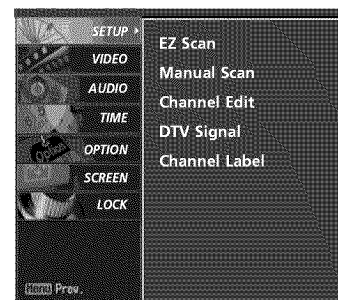 SETUP
VIDEO
AUDIO
TIME
OPTION
SCREEN
LOCK
EZ Scan
Manual Scan
Channel Edit
DTV Signal
Channel Label
Menu Prev.